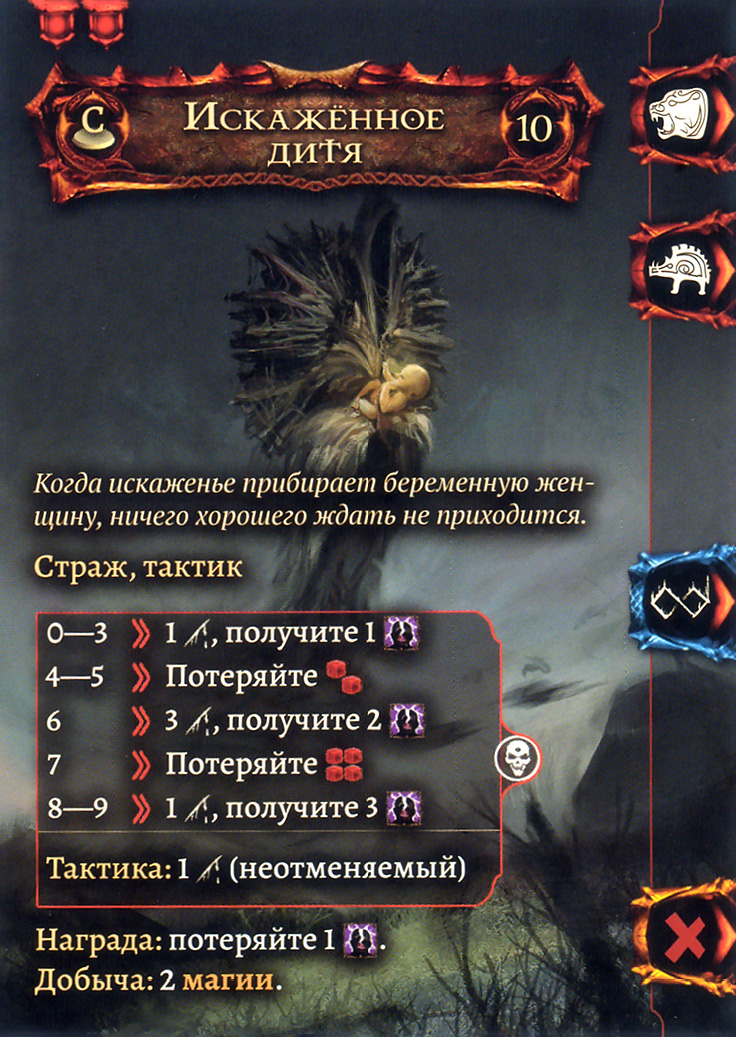 С
Искажённое
дитя
10
Когда искаженье прибирает беременную жен-
щину, ничего хорошего ждать не приходится.
Страж, тактик
0—3 1 , получите 1
4—5 Потеряйте
6 3 , получите 2
7 Потеряйте
8—9 1 , получите 3
Тактика: 1 (неотменяемый)
Награда: потеряйте 1 .
Добыча: 2 магии.